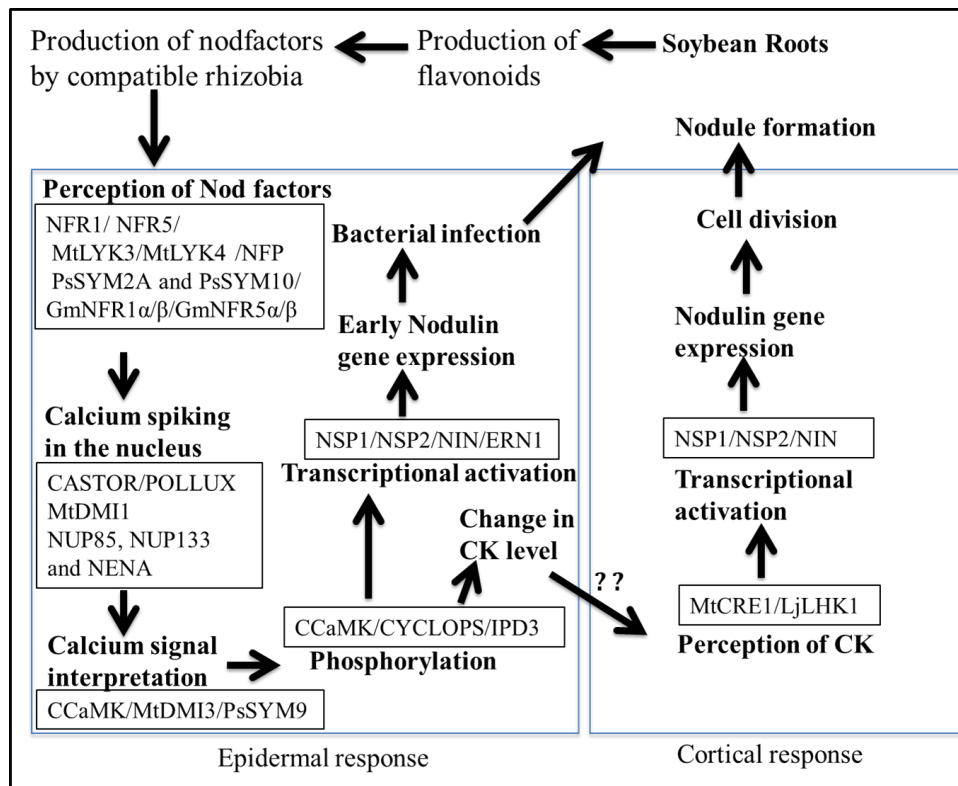 Production of nodfactors
by compatible rhizobia
Production of
flavonoids
Soybean Roots
Nodule formation
Perception of Nod factors
NFR1/ NFR5/
MtLYK3/MtLYK4 /NFP
PsSYM2A and PsSYM10/
GmNFR1α/β/GmNFR5α/β
Bacterial infection
Cell division
Early Nodulin
gene expression
Nodulin gene
expression
Calcium spiking
in the nucleus
CASTOR/POLLUX
MtDMI1
NUP85, NUP133
and NENA
NSP1/NSP2/NIN/ERN1
Transcriptional activation
NSP1/NSP2/NIN
Transcriptional
activation
Change in
CK level
??
MtCRE1/LjLHK1
Perception of CK
CCaMK/CYCLOPS/IPD3
Phosphorylation
Calcium signal
interpretation
CCaMK/MtDMI3/PsSYM9
Epidermal response
Cortical response